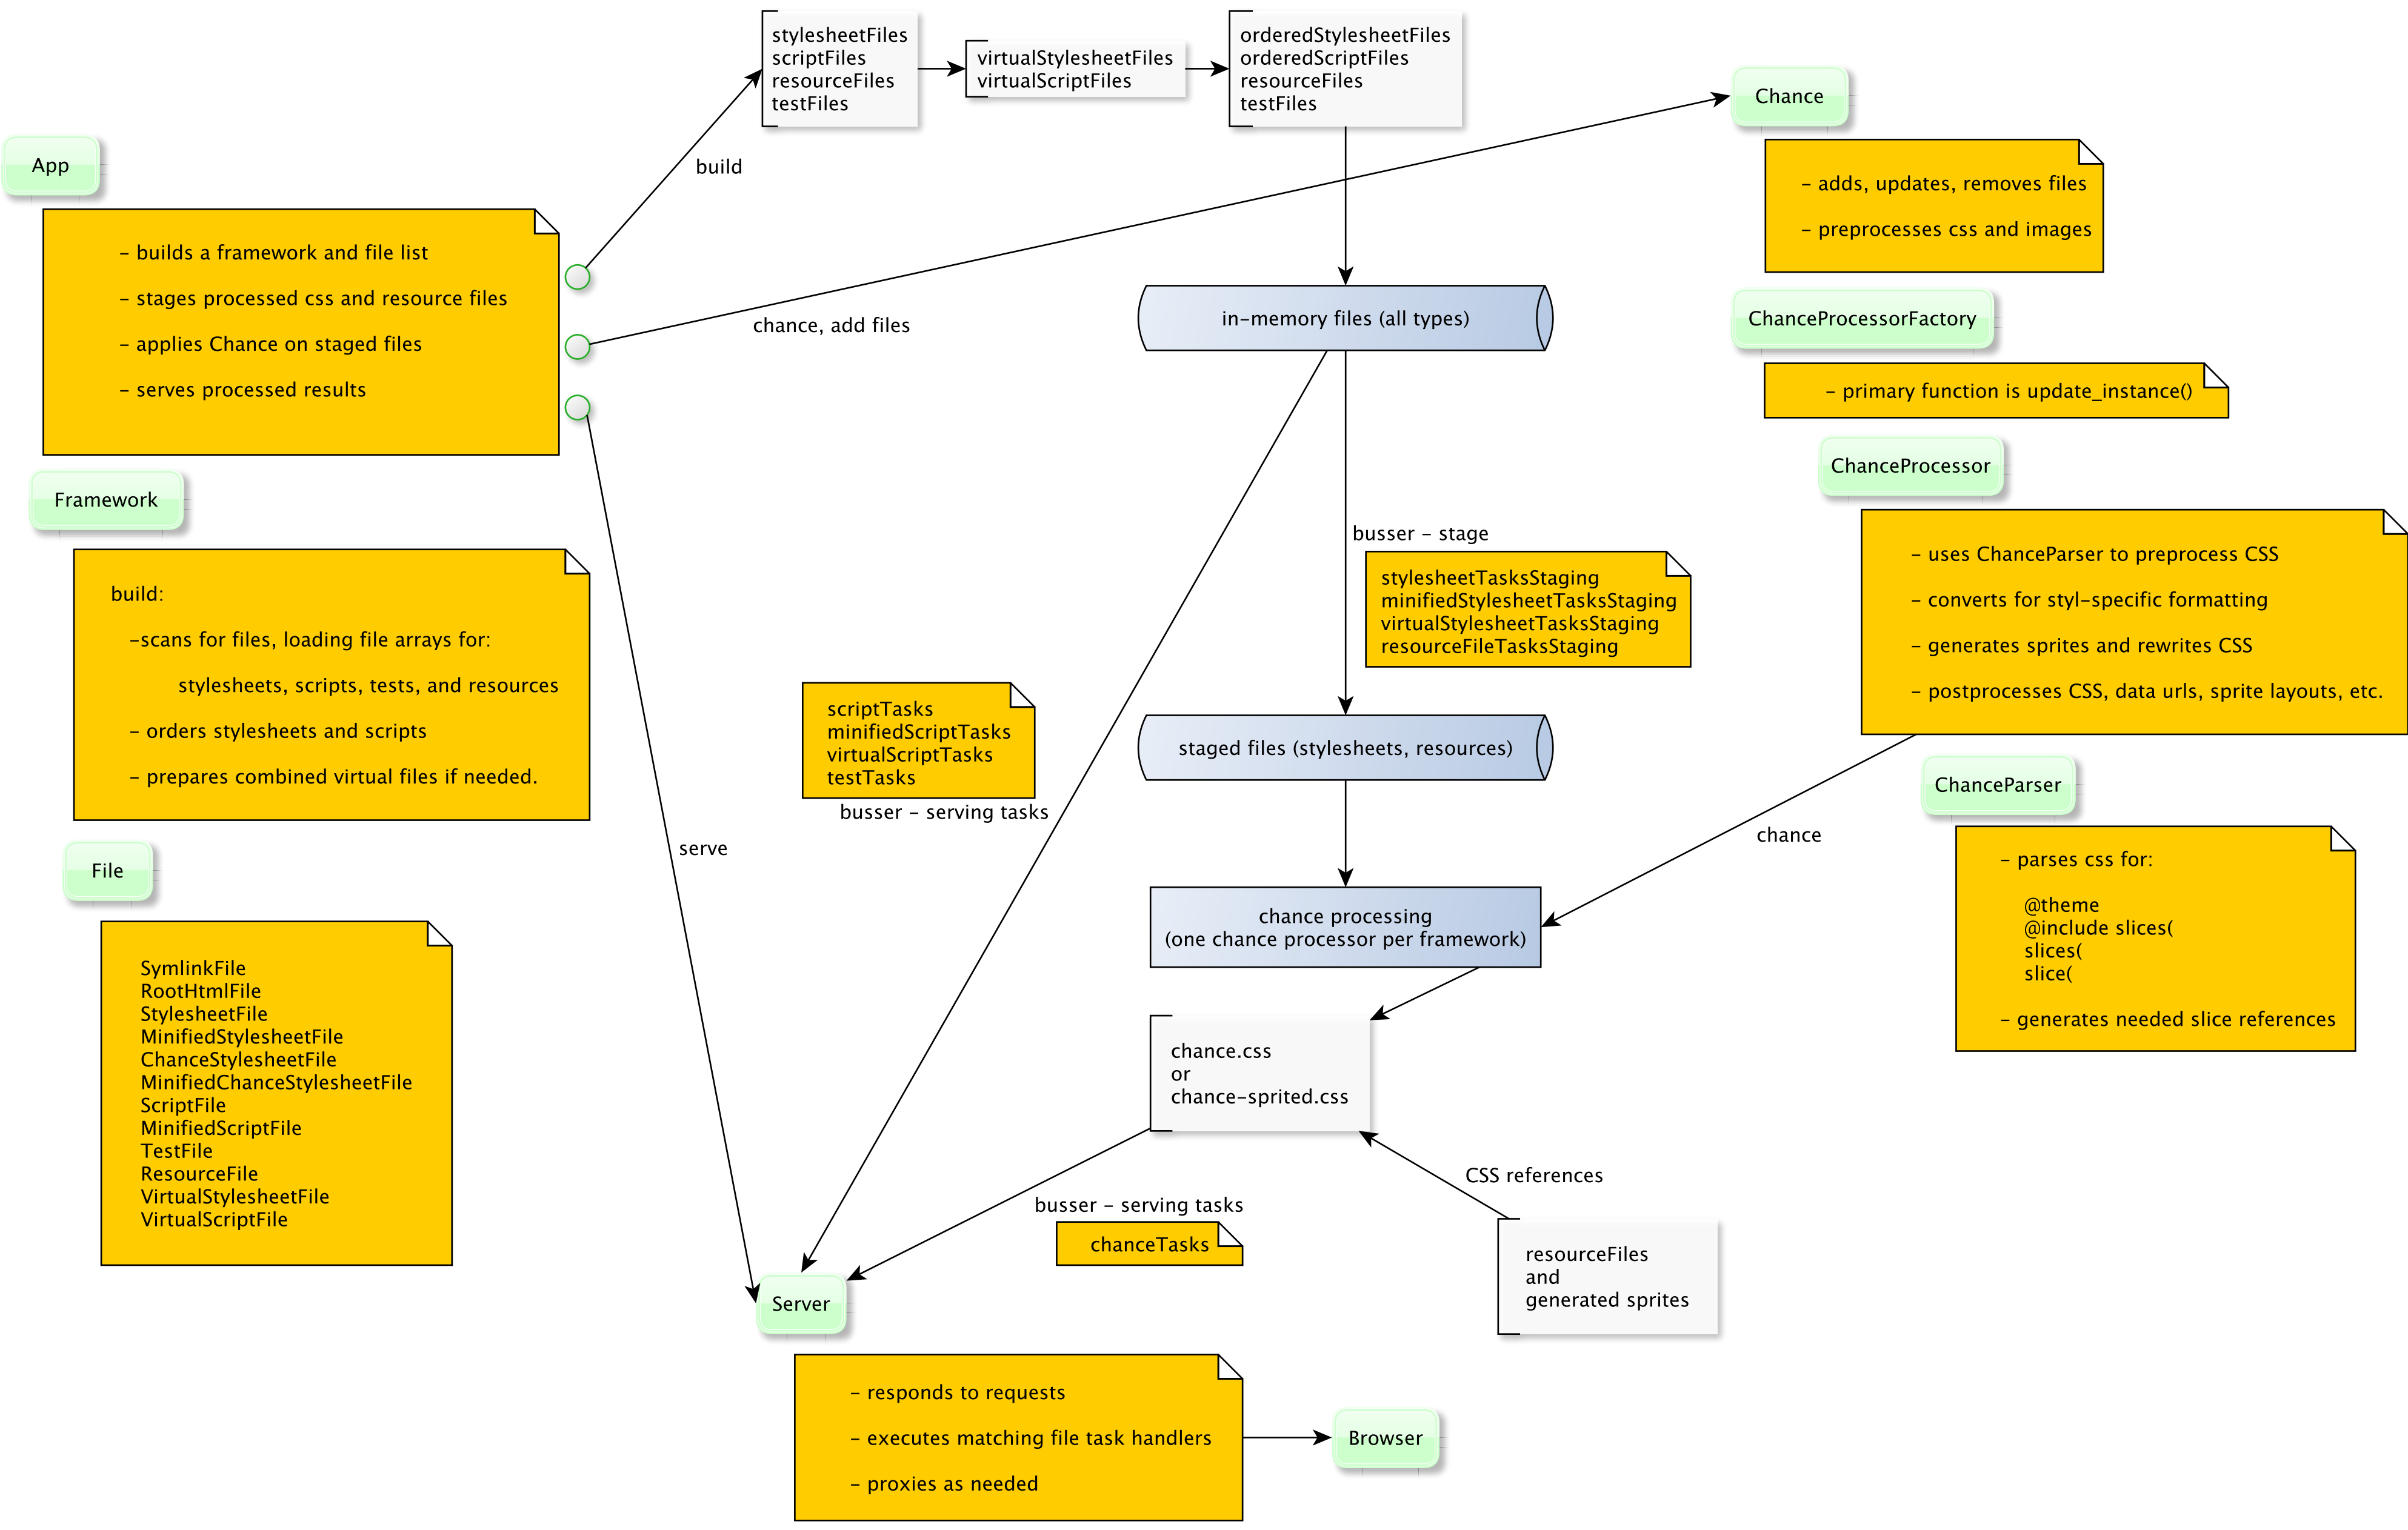 stylesheetFiles
scriptFiles
resourceFiles
testFiles
virtualStylesheetFiles
virtualScriptFiles
orderedStylesheetFiles
orderedScriptFiles
resourceFiles
testFiles
Chance
- adds, updates, removes files
- preprocesses css and images
build
App
- builds a framework and file list
- stages processed css and resource files
- applies Chance on staged files
- serves processed results
chance, add files
in-memory files (all types)
ChanceProcessorFactory
- primary function is update_instance()
ChanceProcessor
- uses ChanceParser to preprocess CSS
- converts for styl-specific formatting
- generates sprites and rewrites CSS
- postprocesses CSS, data urls, sprite layouts, etc.
Framework
build:
-scans for files, loading file arrays for:
stylesheets, scripts, tests, and resources
- orders stylesheets and scripts
- prepares combined virtual files if needed.
busser - stage
stylesheetTasksStaging
minifiedStylesheetTasksStaging
virtualStylesheetTasksStaging
resourceFileTasksStaging
scriptTasks
minifiedScriptTasks
virtualScriptTasks
testTasks
busser - serving tasks
staged files (stylesheets, resources)
serve
chance
ChanceParser
- parses css for:
@theme
@include slices(
slices(
slice(
- generates needed slice references
File
SymlinkFile
RootHtmlFile
StylesheetFile
MinifiedStylesheetFile
ChanceStylesheetFile
MinifiedChanceStylesheetFile
ScriptFile
MinifiedScriptFile
TestFile
ResourceFile
VirtualStylesheetFile
VirtualScriptFile
chance processing
(one chance processor per framework)
chance.css
or
chance-sprited.css
CSS references
resourceFiles
and
generated sprites
busser - serving tasks
chanceTasks
Server
- responds to requests
- executes matching file task handlers
- proxies as needed
Browser